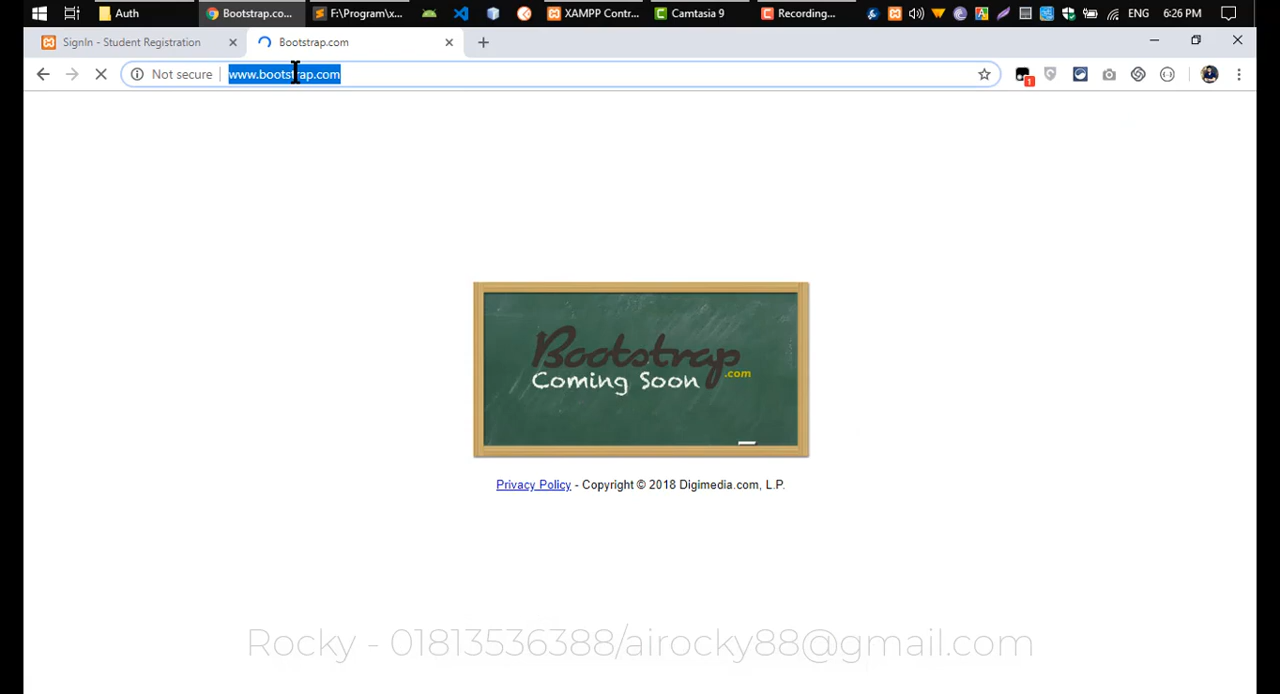 Auth
Bootstrap.co...
F:\Program\x...
XAMPP Contr...
Camtasia 9
Recording...
ENG
6:26 PM
SignIn - Student Registration
Bootstrap.com
Not secure
www.bootstrap.com
1
Bootstrap
.com
Coming Soon
Privacy Policy - Copyright © 2018 Digimedia.com, L.P.
Rocky - 01813536388/airocky88@gmail.com